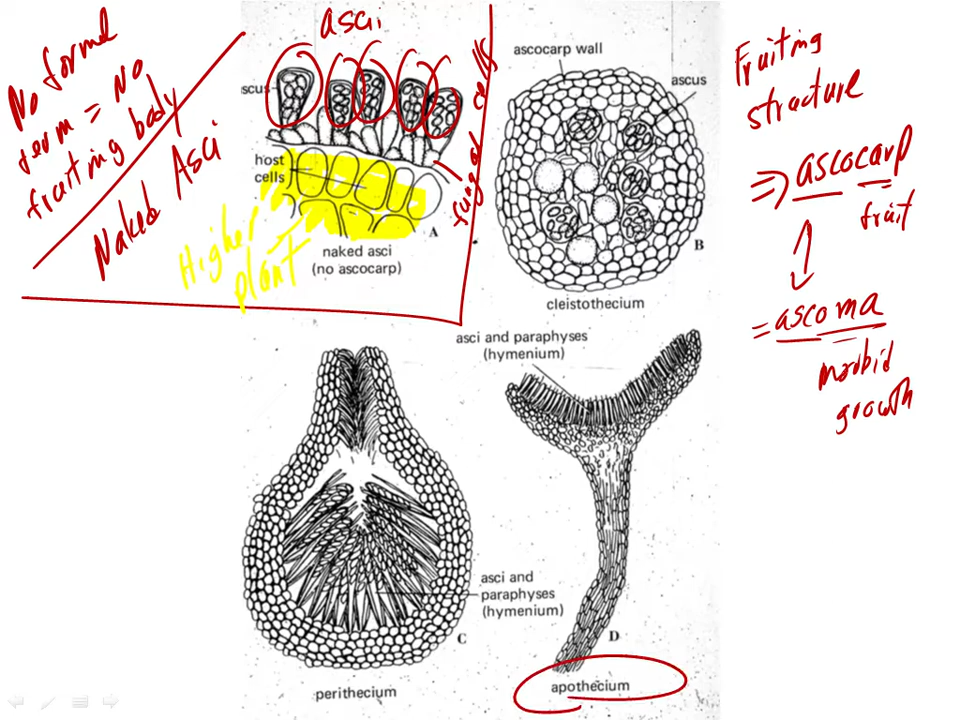 No formal
term = No
fruiting body
Naked Asci
asci
ascus
host
cells
fungal cells
Higher
plant
A
naked asci
(no ascocarp)
ascocarp wall
ascus
B
cleistothecium
Fruiting
structure
=> ascocarp
fruit
= ascoma
morbid
growth
asci and paraphyses
(hymenium)
asci and
paraphyses
(hymenium)
C
perithecium
D
apothecium